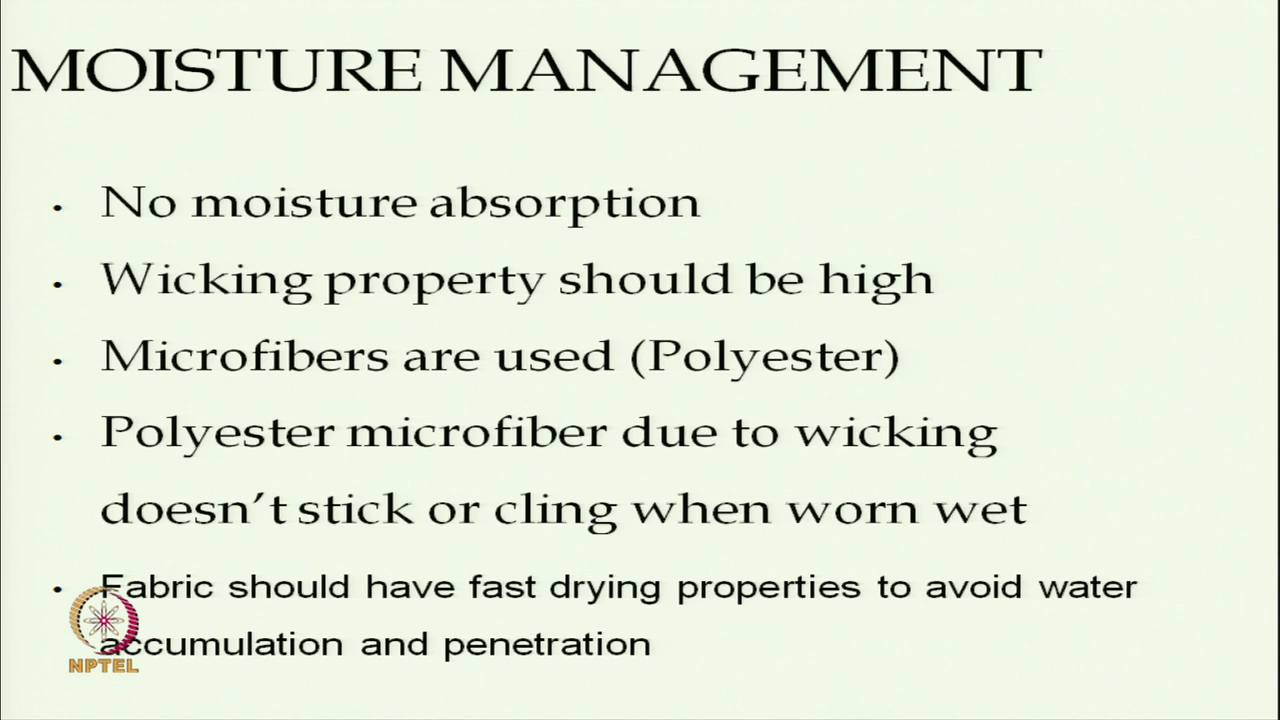 MOISTURE MANAGEMENT
• No moisture absorption
• Wicking property should be high
• Microfibers are used (Polyester)
• Polyester microfiber due to wicking
doesn't stick or cling when worn wet
• Fabric should have fast drying properties to avoid water
accumulation and penetration
NPTEL